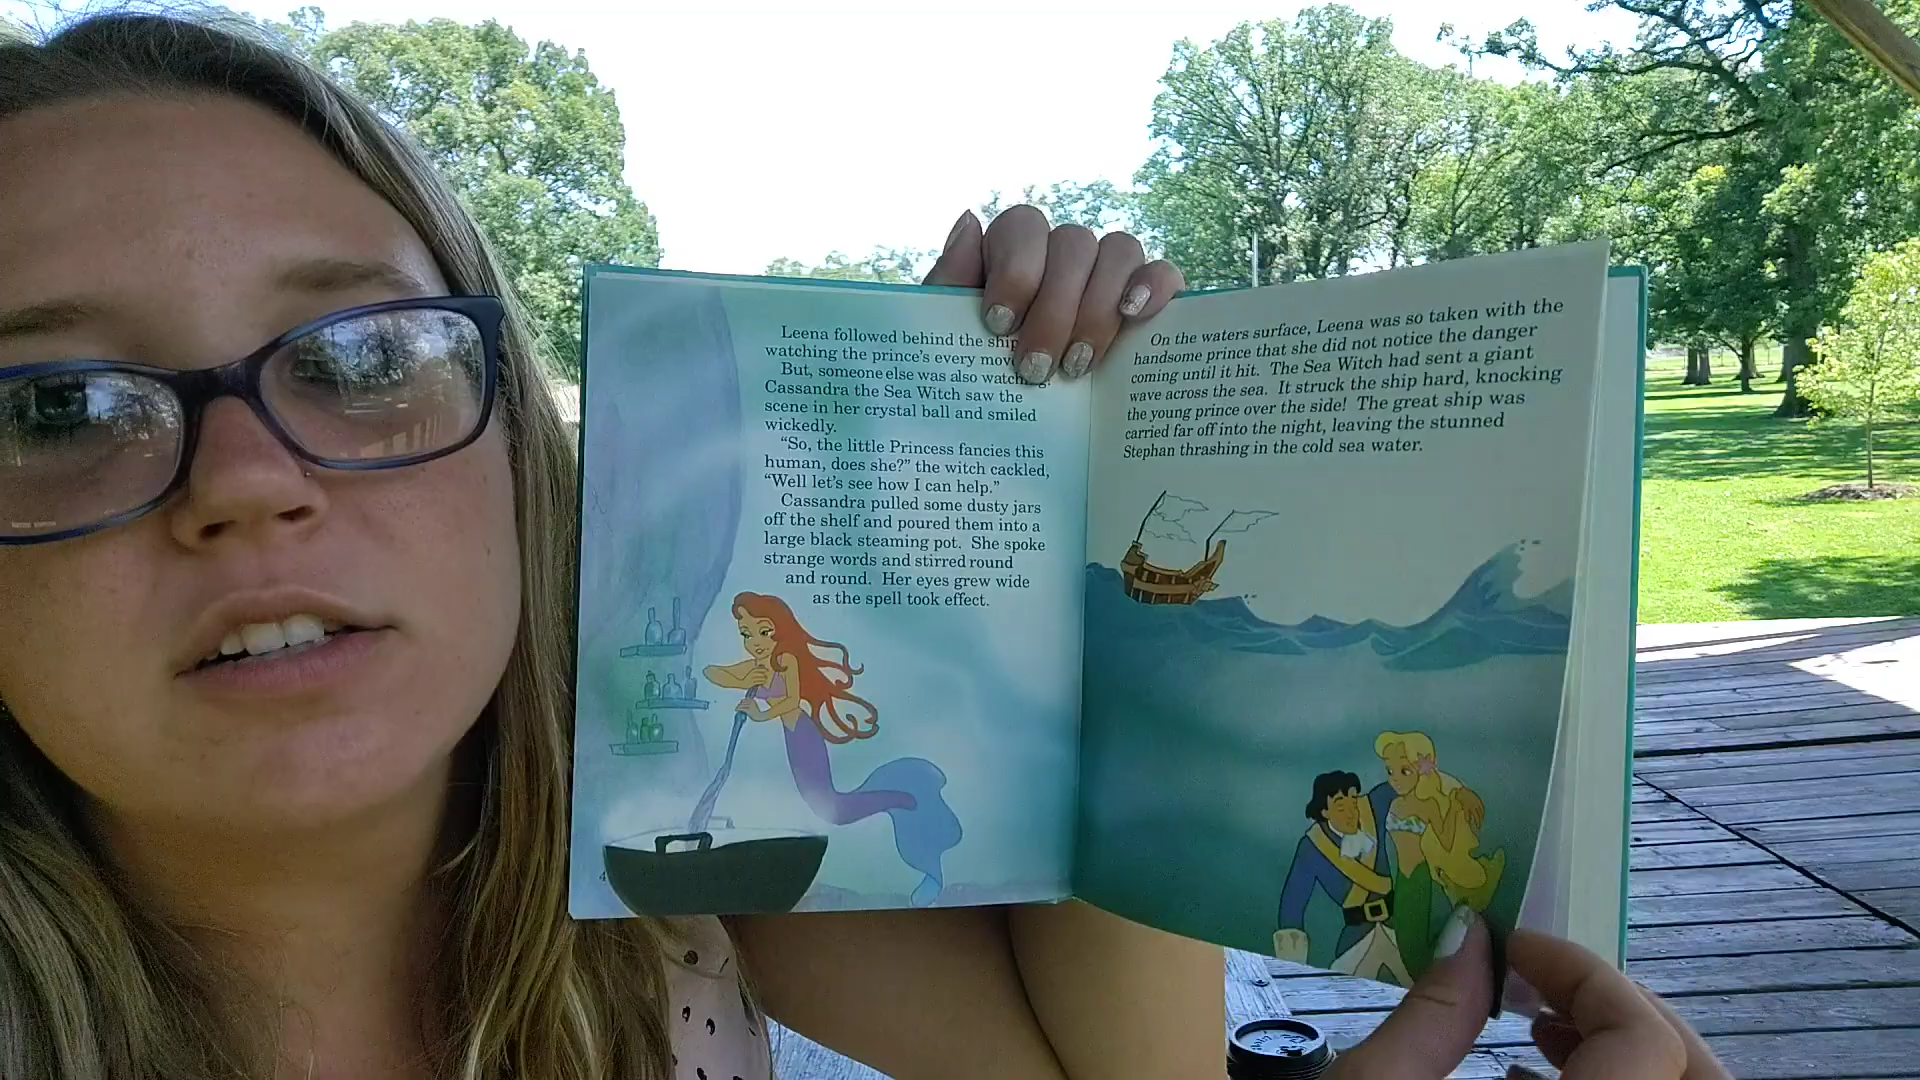 Leena followed behind the ship
watching the prince's every move
But, someone else was also watching.
Cassandra the Sea Witch saw the
scene in her crystal ball and smiled
wickedly.
"So, the little Princess fancies this
human, does she?" the witch cackled,
"Well let's see how I can help."
Cassandra pulled some dusty jars
off the shelf and poured them into a
large black steaming pot. She spoke
strange words and stirred round
and round. Her eyes grew wide
as the spell took effect.
4
On the waters surface, Leena was so taken with the
handsome prince that she did not notice the danger
coming until it hit. The Sea Witch had sent a giant
wave across the sea. It struck the ship hard, knocking
the young prince over the side! The great ship was
carried far off into the night, leaving the stunned
Stephan thrashing in the cold sea water.